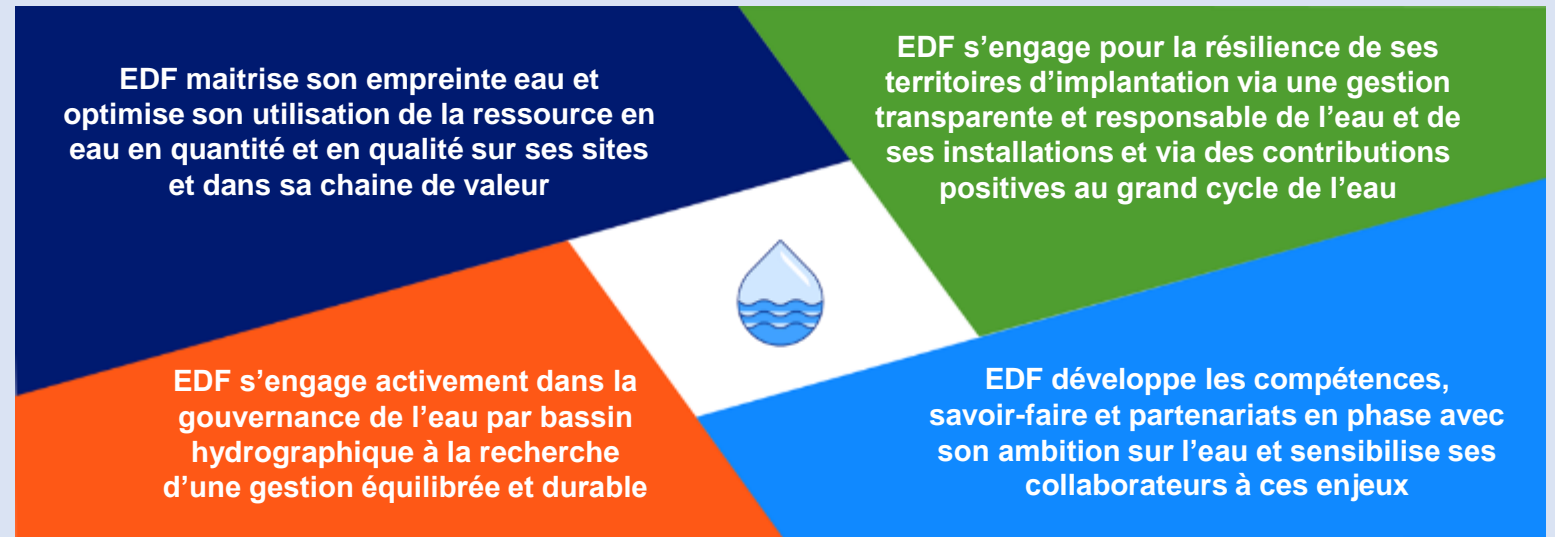 EDF maitrise son empreinte eau et
optimise son utilisation de la ressource en
eau en quantité et en qualité sur ses sites
et dans sa chaine de valeur
EDF s’engage pour la résilience de ses
territoires d’implantation via une gestion
transparente et responsable de l’eau et de
ses installations et via des contributions
positives au grand cycle de l’eau
EDF s’engage activement dans la
gouvernance de l’eau par bassin
hydrographique à la recherche
d’une gestion équilibrée et durable
EDF développe les compétences,
savoir-faire et partenariats en phase avec
son ambition sur l’eau et sensibilise ses
collaborateurs à ces enjeux